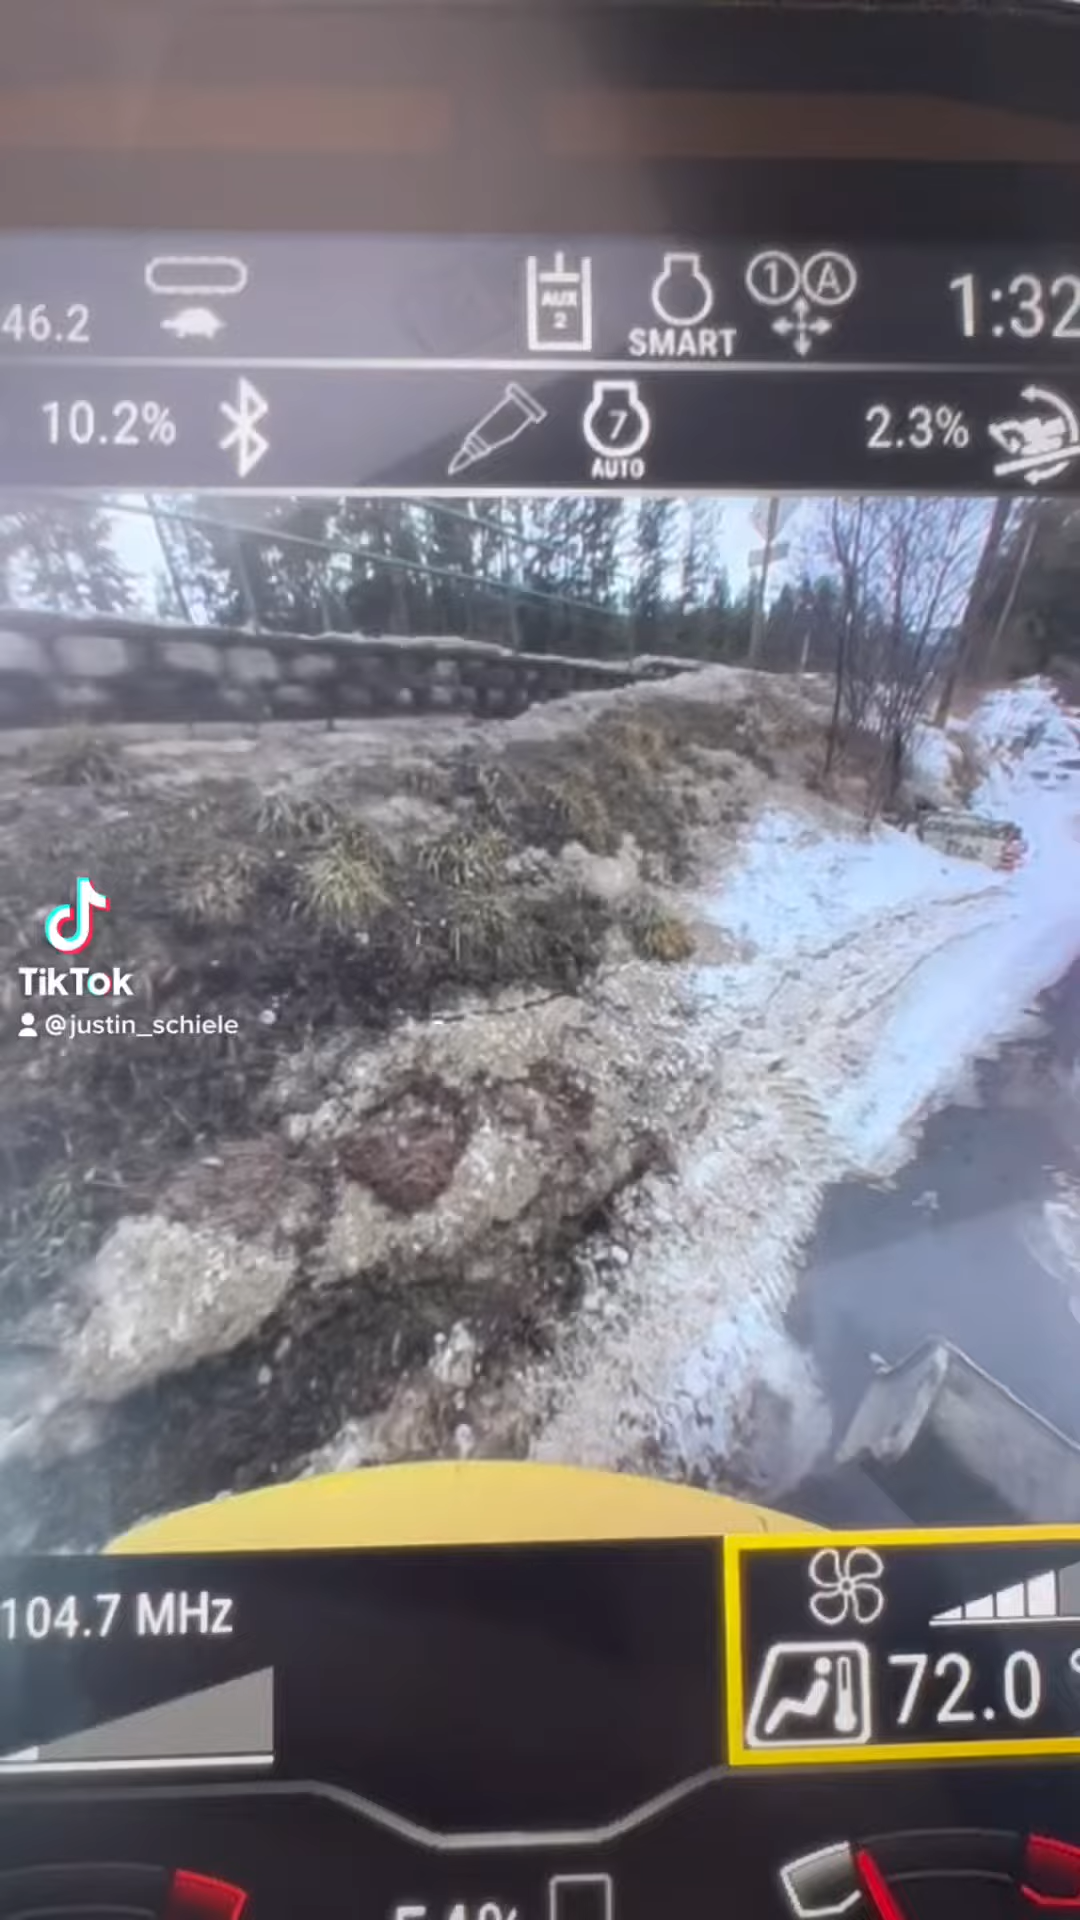 46.2
AUX
2
SMART
1 A
1:32
10.2%
7
AUTO
2.3%
TikTok
@justin_schiele
104.7 MHz
72.0 °